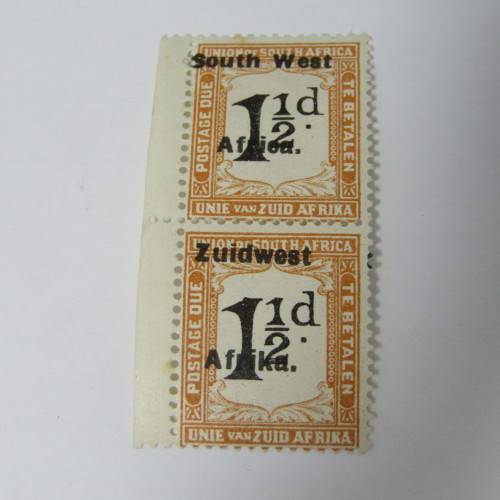 UNION OF SOUTH AFRICA
South West
POSTAGE DUE
1½d.
TE BETALEN
Africa.
UNIE VAN ZUID AFRIKA
UNION OF SOUTH AFRICA
Zuidwest
POSTAGE DUE
1½d.
TE BETALEN
Afrika.
UNIE VAN ZUID AFRIKA